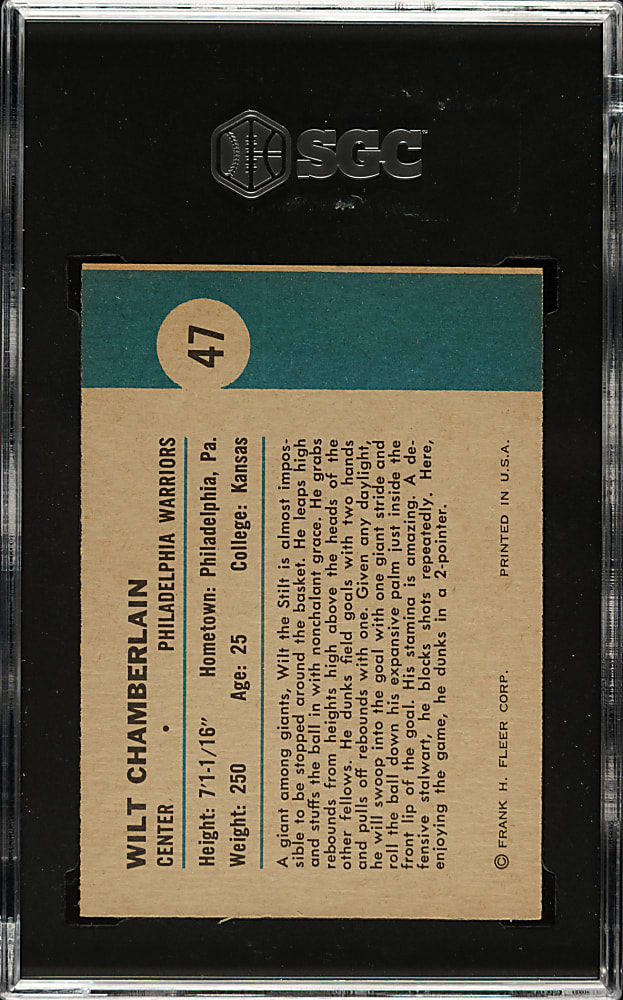 SGC
47
WILT CHAMBERLAIN
CENTER • PHILADELPHIA WARRIORS
Height: 7'1-1/16" Hometown: Philadelphia, Pa.
Weight: 250 Age: 25 College: Kansas
A giant among giants, Wilt the Stilt is almost impos-
sible to be stopped around the basket. He leaps high
and stuffs the ball in with nonchalant grace. He grabs
rebounds from heights high above the heads of the
other fellows. He dunks field goals with two hands
and pulls off rebounds with one. Given any daylight,
he will swoop into the goal with one giant stride and
roll the ball down his expansive palm just inside the
front lip of the goal. His stamina is amazing. A de-
fensive stalwart, he blocks shots repeatedly. Here,
enjoying the game, he dunks in a 2-pointer.
© FRANK H. FLEER CORP. PRINTED IN U.S.A.